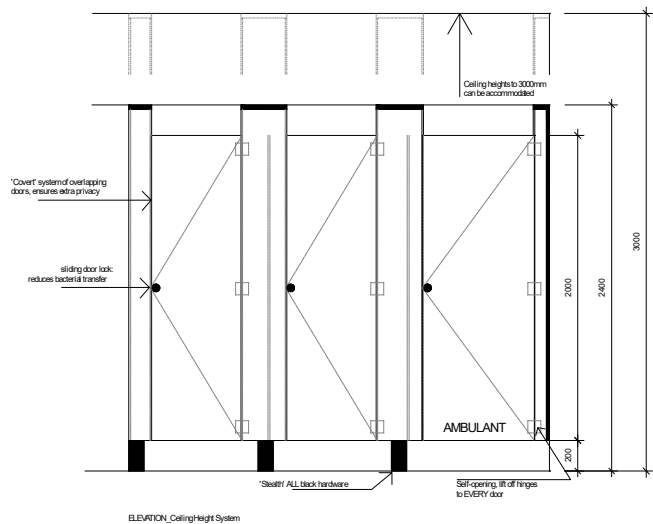 Ceiling heights to 3000mm
can be accommodated
'Covert' system of overlapping
doors, ensures extra privacy
sliding door lock:
reduces bacterial transfer
2000
2400
3000
AMBULANT
200
'Stealth' ALL black hardware
Self-opening, lift off hinges
to EVERY door
ELEVATION_Ceiling Height System